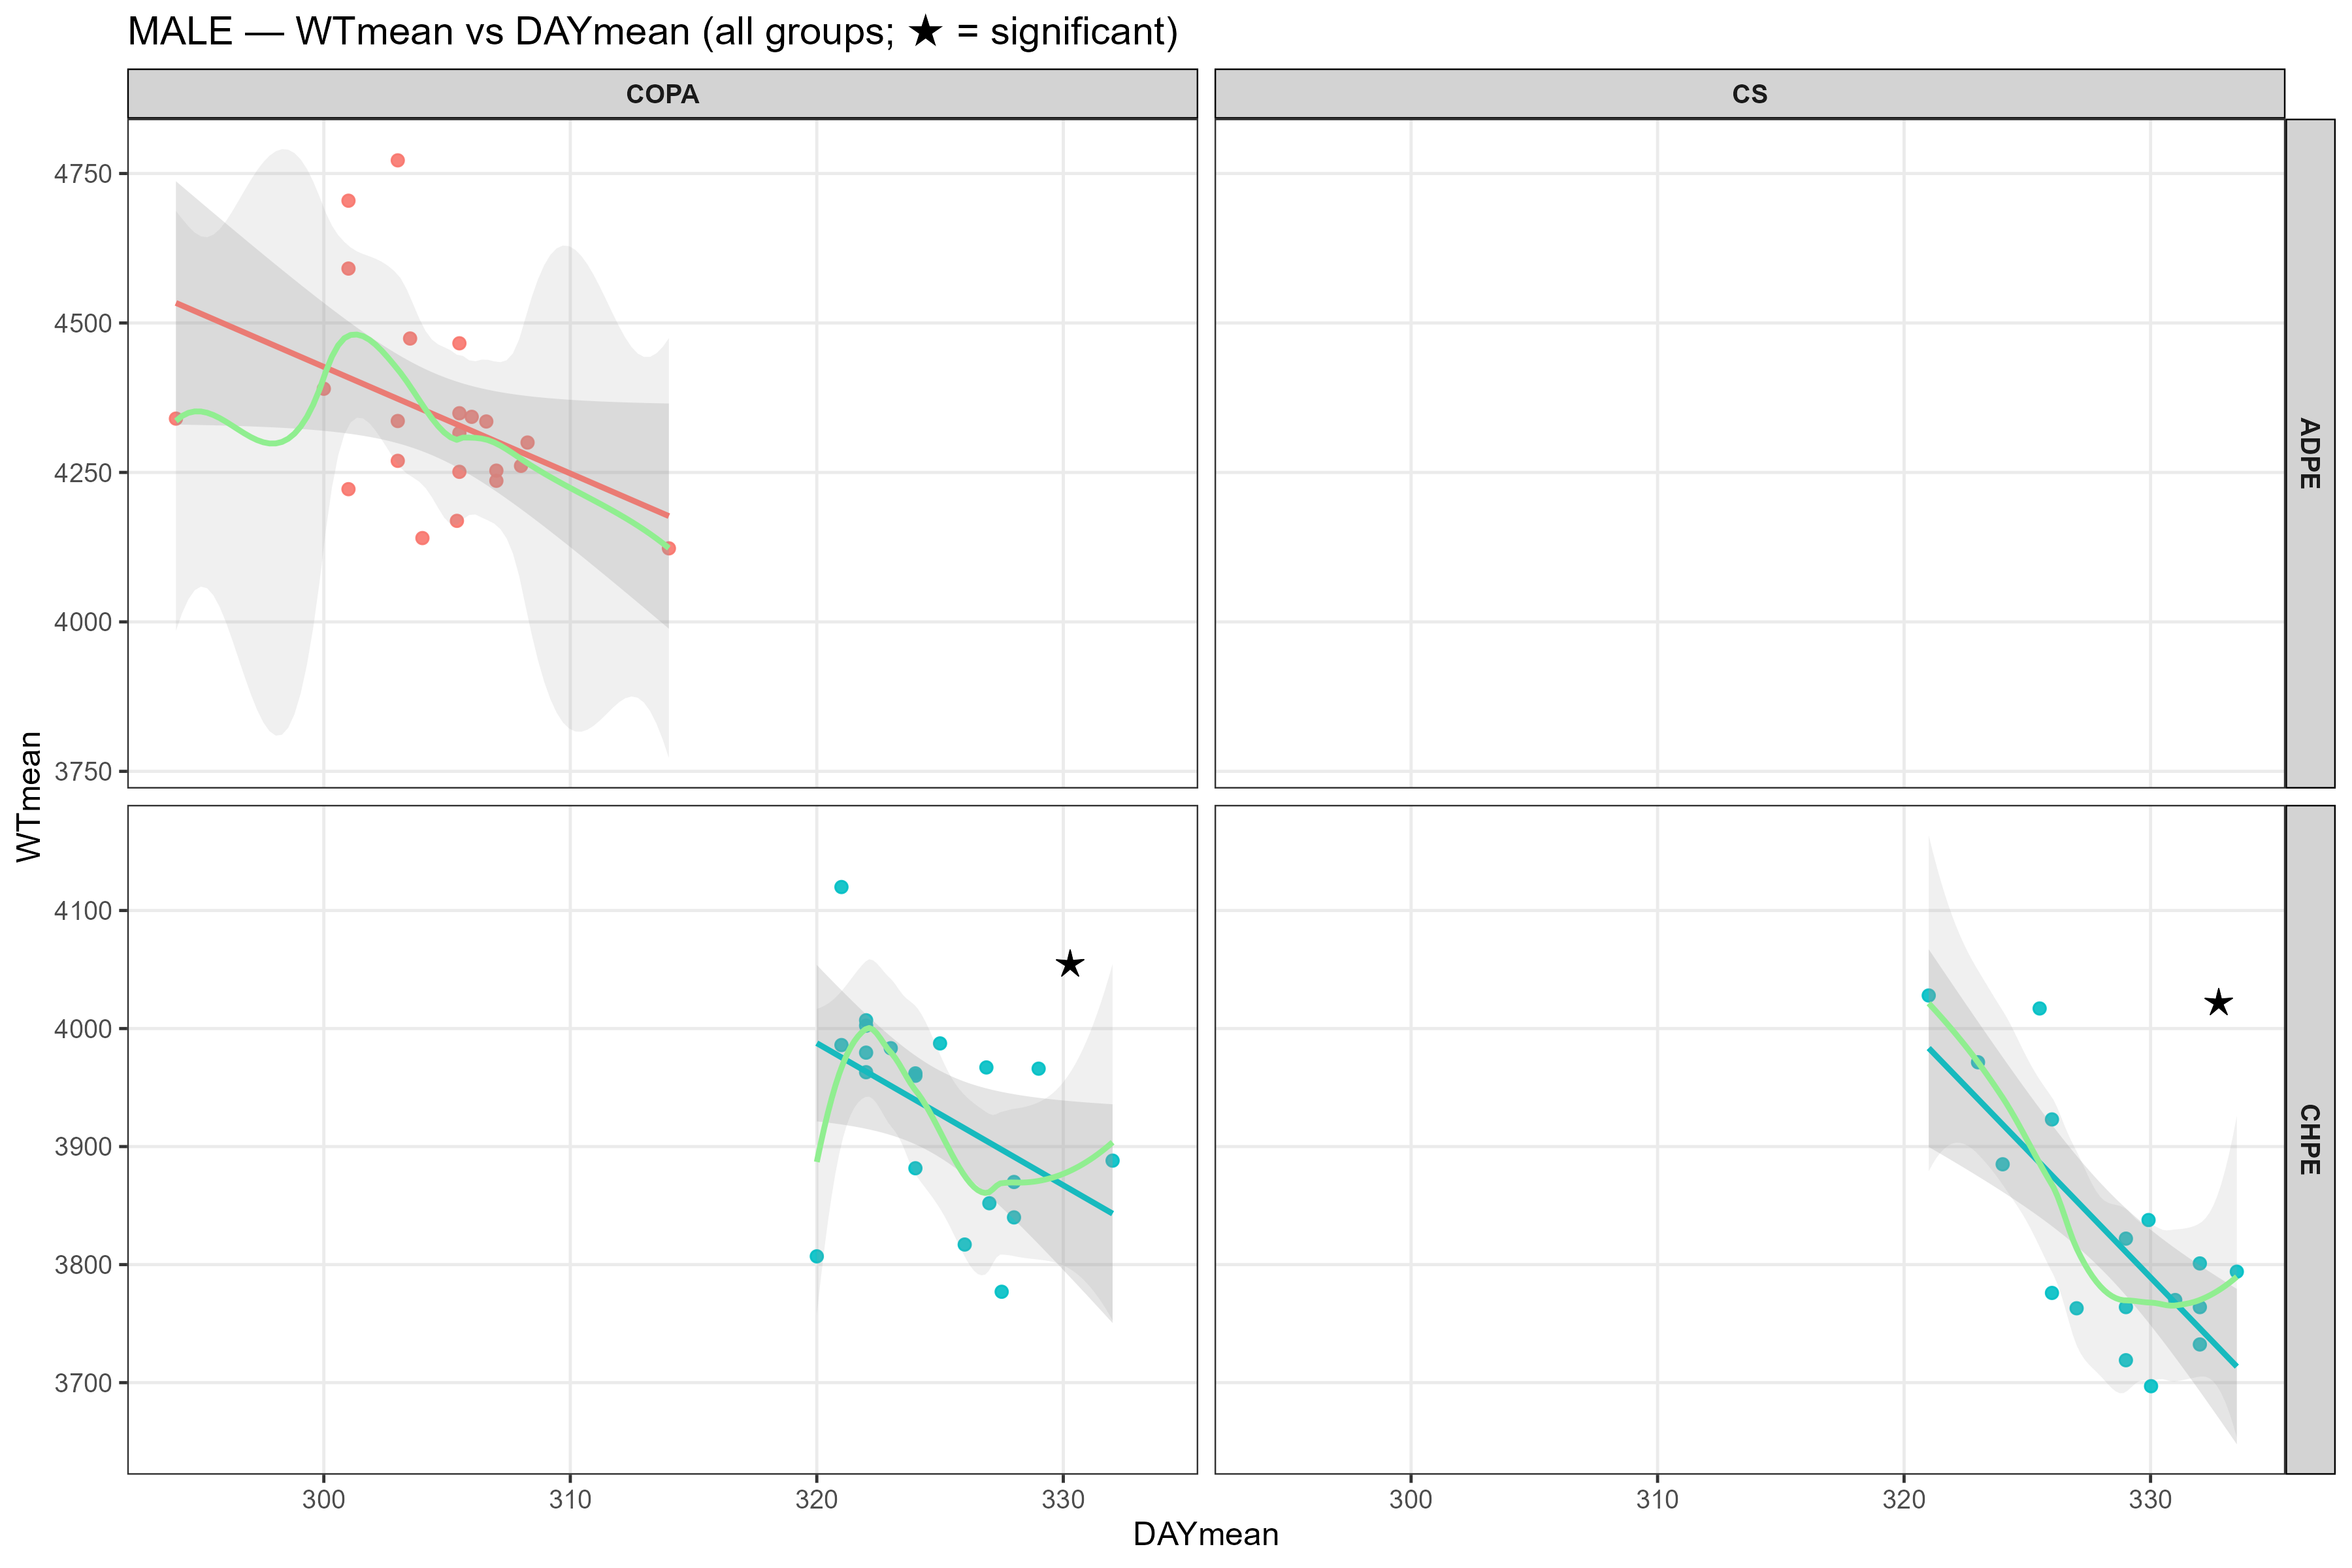 MALE — WTmean vs DAYmean (all groups; ★ = significant)
COPA
CS
4750
4500
4250
4000
3750
ADPE
WTmean
4100
4000
3900
3800
3700
CHPE
300 310 320 330
300 310 320 330
DAYmean